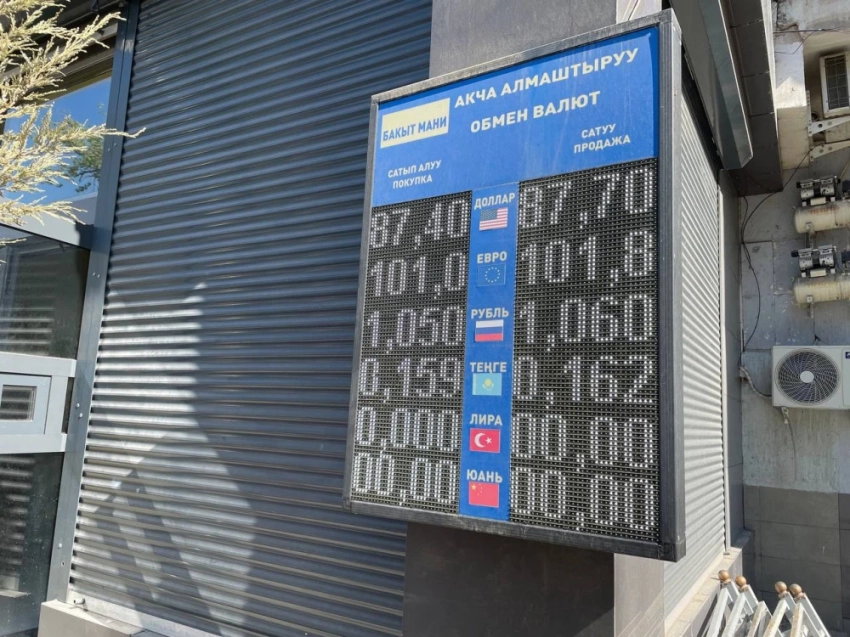 БАКЫТ МАНИ
АКЧА АЛМАШТЫРУУ
ОБМЕН ВАЛЮТ
САТЫП АЛУУ
ПОКУПКА
САТУУ
ПРОДАЖА
87,40 ДОЛЛАР 87,70
101,0 ЕВРО 101,8
1,050 РУБЛЬ 1,060
0,159 ТЕҢГЕ 0,162
0,000 ЛИРА 00,00
00,00 ЮАНЬ 00,00